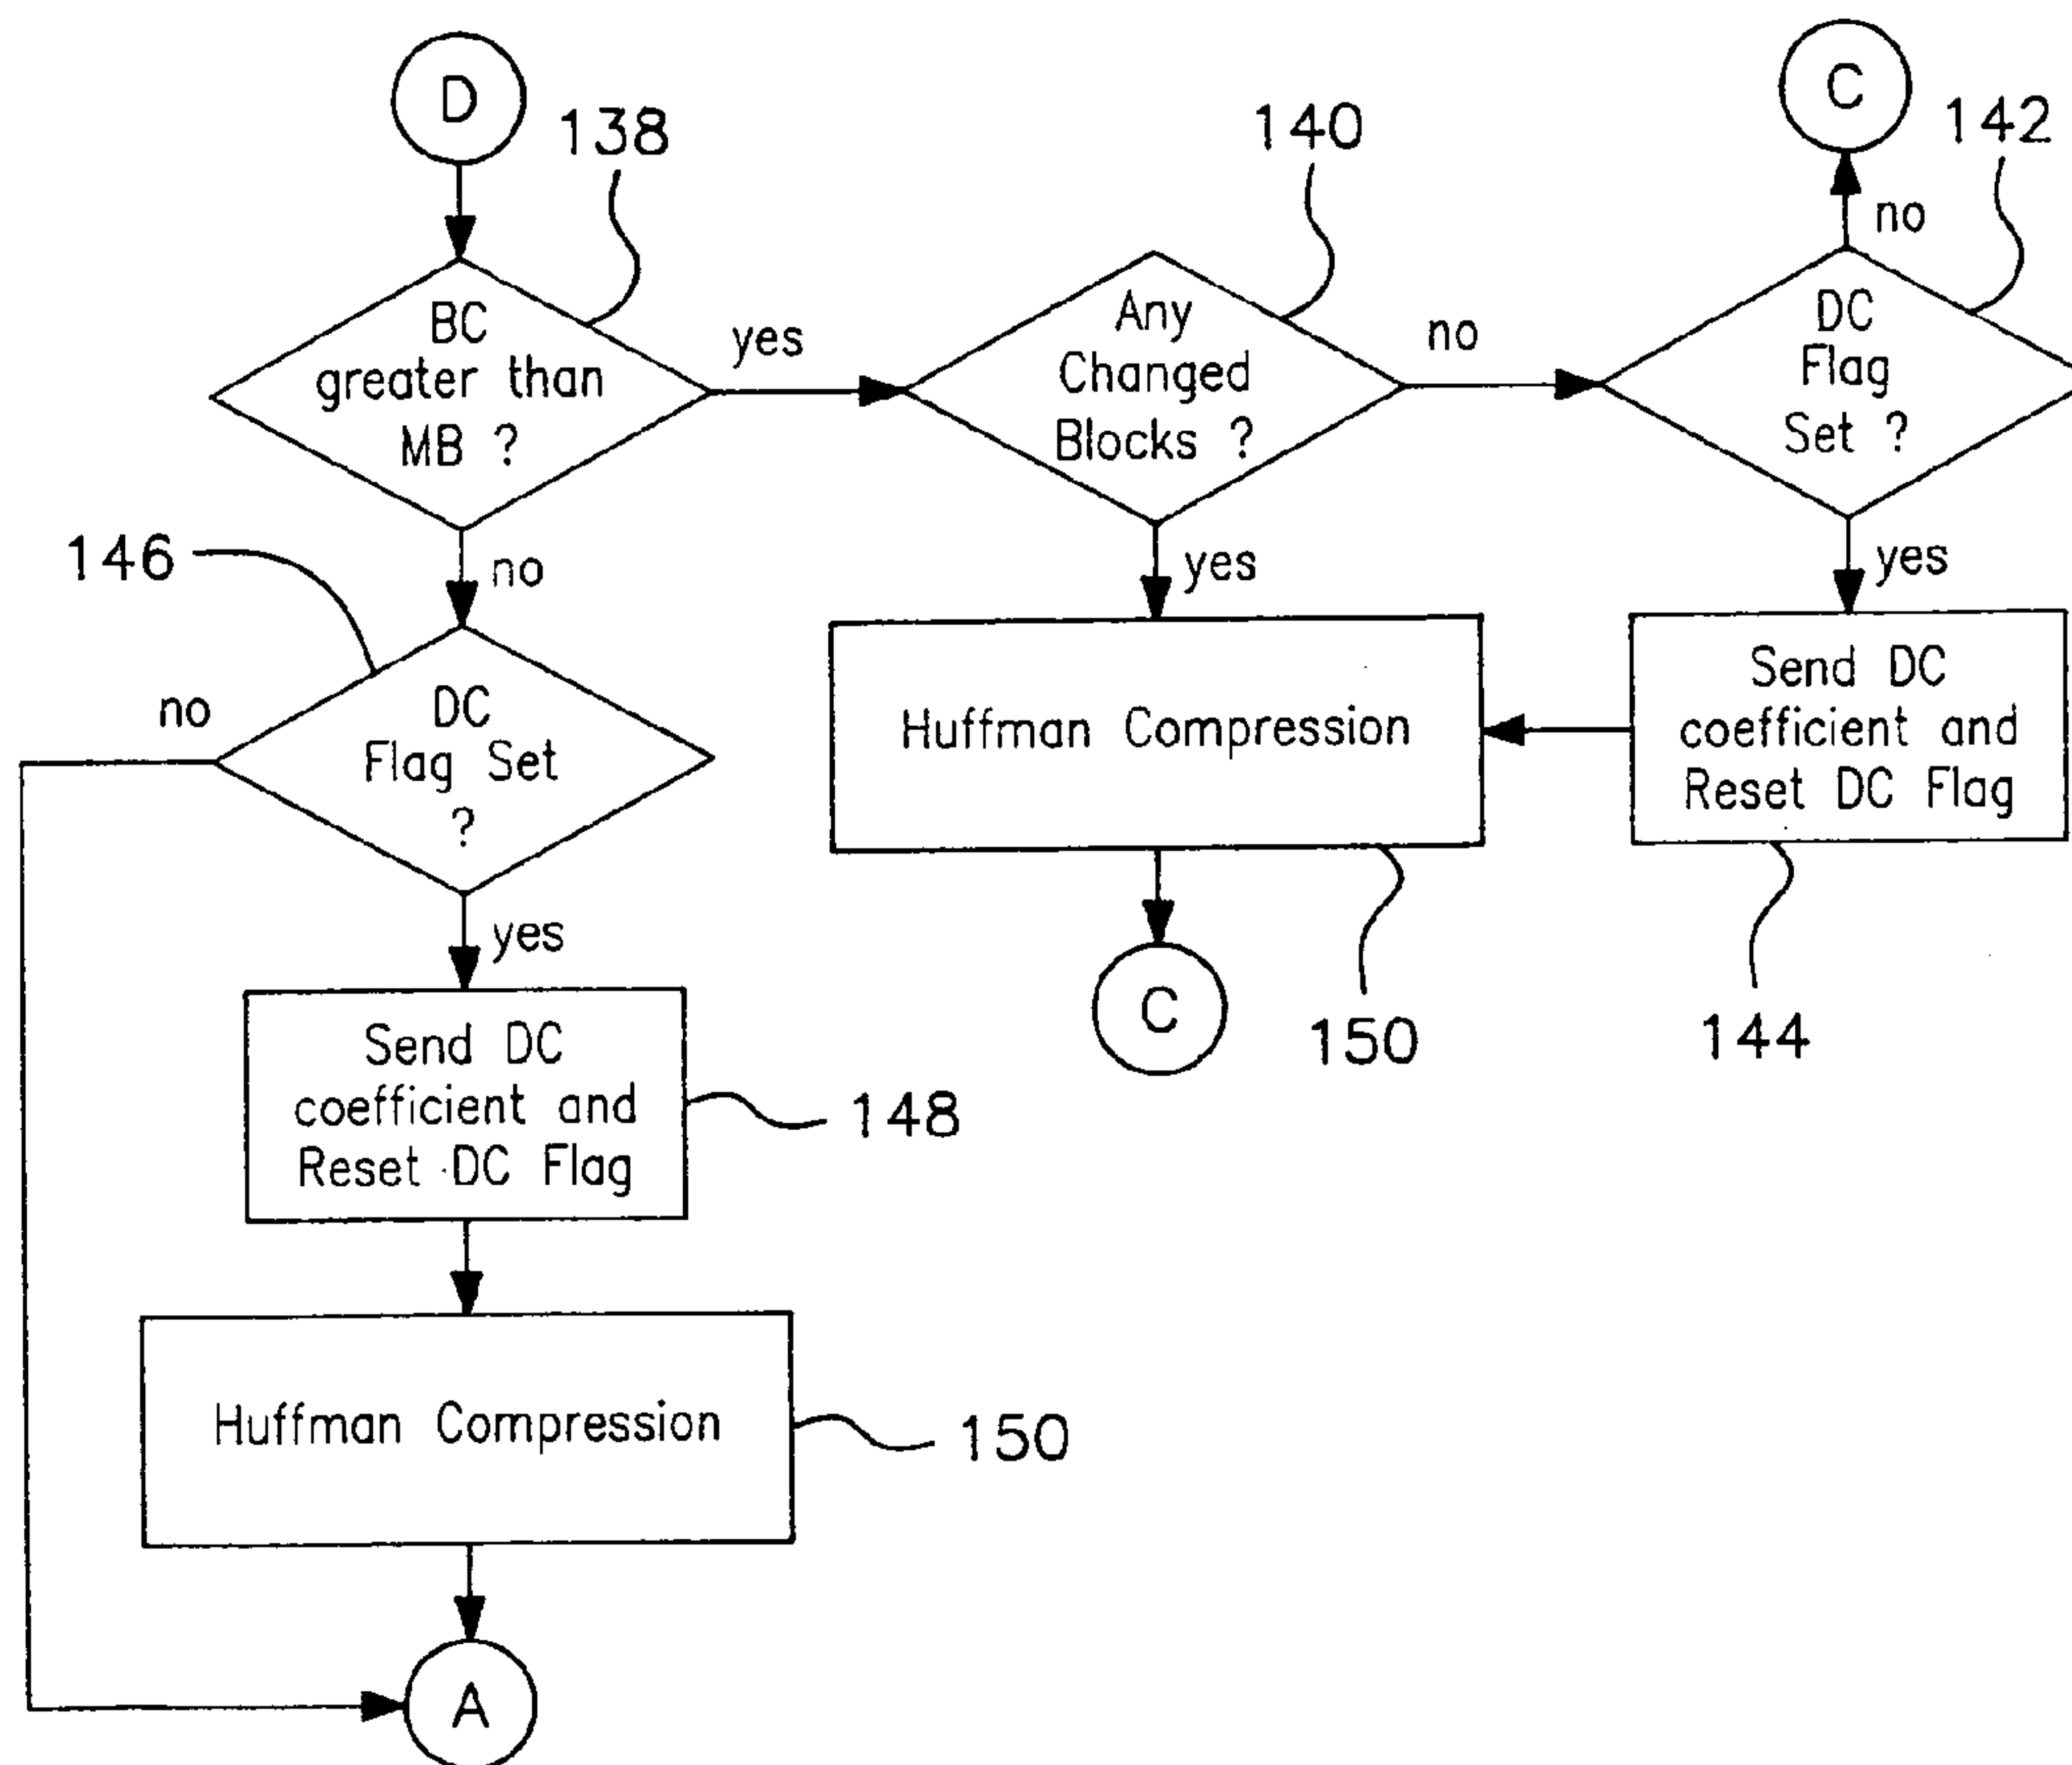 D
138
BC
greater than
MB ?
yes
140
Any
Changed
Blocks ?
no
C
142
no
DC
Flag
Set ?
146
no
yes
yes
no
DC
Flag Set
?
yes
Huffman Compression
Send DC
coefficient and
Reset DC Flag
C
150
144
Send DC
coefficient and
Reset DC Flag
148
Huffman Compression
150
A